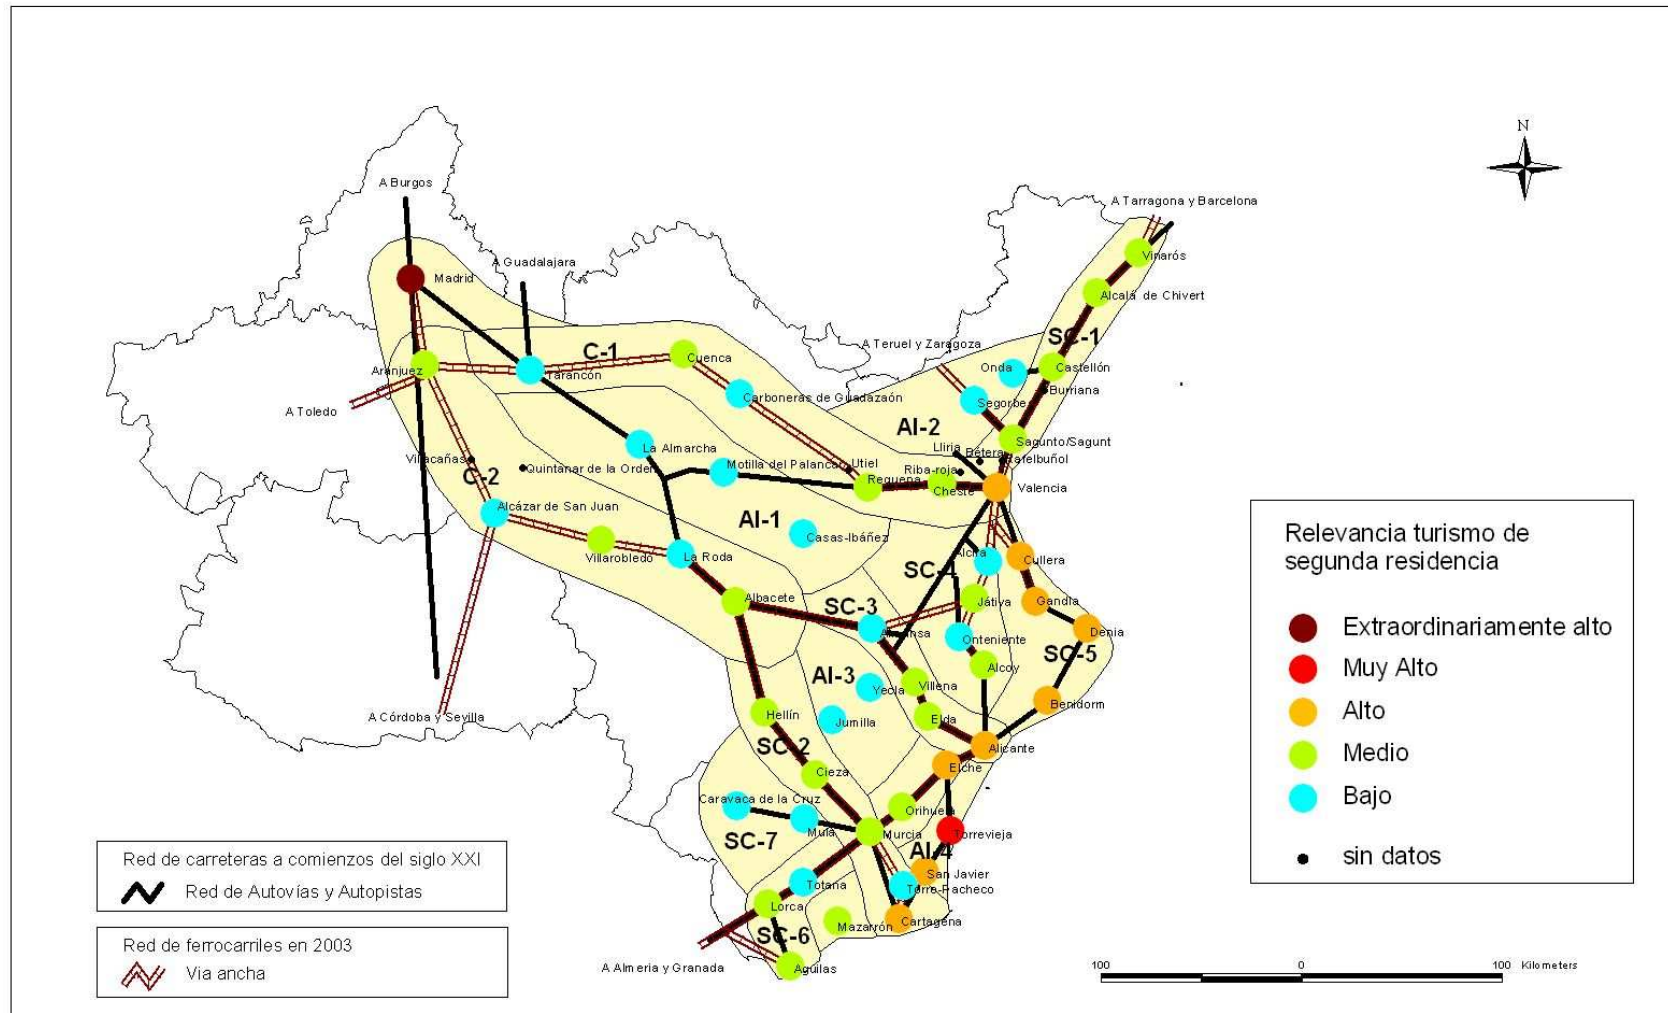 N
A Burgos
A Tarragona y Barcelona
A Guadalajara
Madrid
Vinarós
Alcalá de Chivert
SC-1
A Teruel y Zaragoza
C-1
Cuenca
Aranjuez
Tarancón
Onda
Castellón
Burriana
Carboneras de Guadazaón
Segorbe
A Toledo
AI-2
La Almarcha
Lliria
Bétera
Sagunto/Sagunt
Rafelbuñol
Villacañas
Quintanar de la Orden
Motilla del Palancar
Utiel
Riba-roja
C-2
Requena
Cheste
Valencia
Alcázar de San Juan
AI-1
Casas-Ibáñez
Villarobledo
La Roda
Alcira
Cullera
SC-4
Albacete
SC-3
Játiva
Gandía
Almansa
Onteniente
Denia
SC-5
Alcoy
AI-3
Yecla
Villena
Benidorm
A Córdoba y Sevilla
Hellín
Jumilla
Elda
SC-2
Alicante
Cieza
Elche
Caravaca de la Cruz
Mula
Orihuela
Murcia
Torrevieja
SC-7
AI-4
San Javier
Totana
Torre-Pacheco
Lorca
Mazarrón
Cartagena
SC-6
A Almeria y Granada
Aguilas
Relevancia turismo de
segunda residencia
Extraordinariamente alto
Muy Alto
Alto
Medio
Bajo
sin datos
Red de carreteras a comienzos del siglo XXI
Red de Autovías y Autopistas
Red de ferrocarriles en 2003
Via ancha
100 0 100 Kilometers